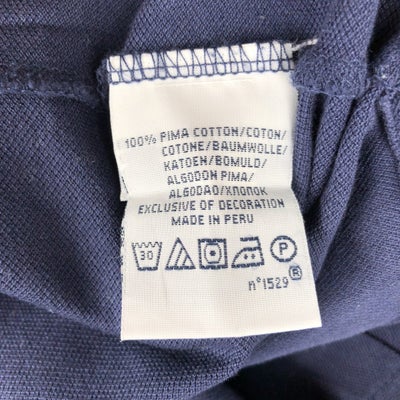 100% PIMA COTTON/COTON/
COTONE/BAUMWOLLE/
KATOEN/BOMULD/
ALGODON PIMA/
ALGODAO/ХЛОПОК
EXCLUSIVE OF DECORATION
MADE IN PERU
30 P
n°1529 ®